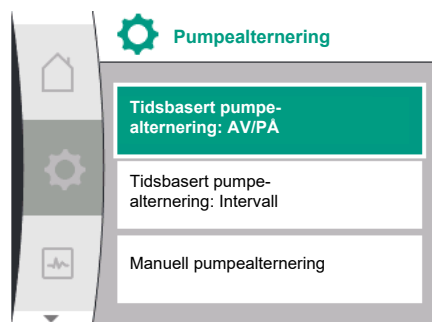 Pumpealternering
Tidsbasert pumpe-
alternering: AV/PÅ
Tidsbasert pumpe-
alternering: Intervall
Manuell pumpealternering